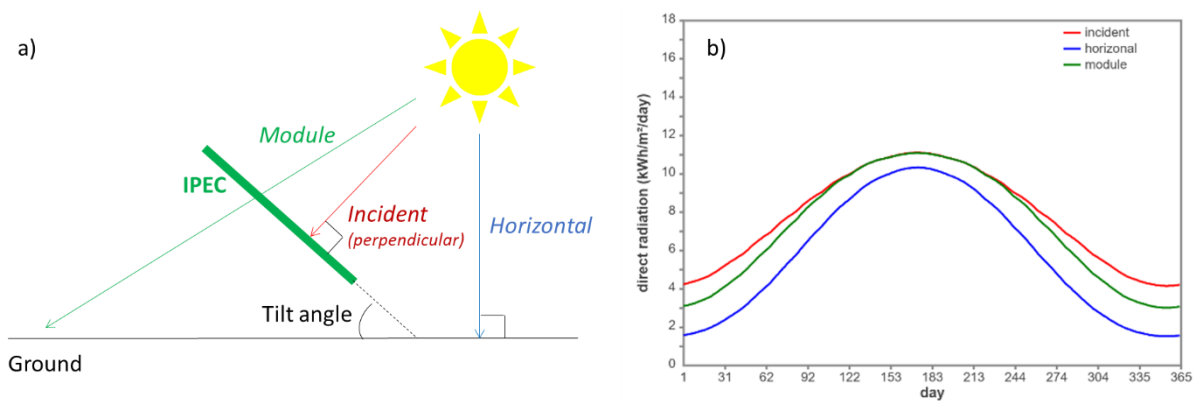 a)
Module
IPEC
Incident
(perpendicular)
Horizontal
Tilt angle
Ground
b)
incident
horizonal
module
direct radiation (kWh/m²/day)
18
16
14
12
10
8
6
4
2
0
1 31 62 92 122 153 183 213 244 274 304 335 365
day